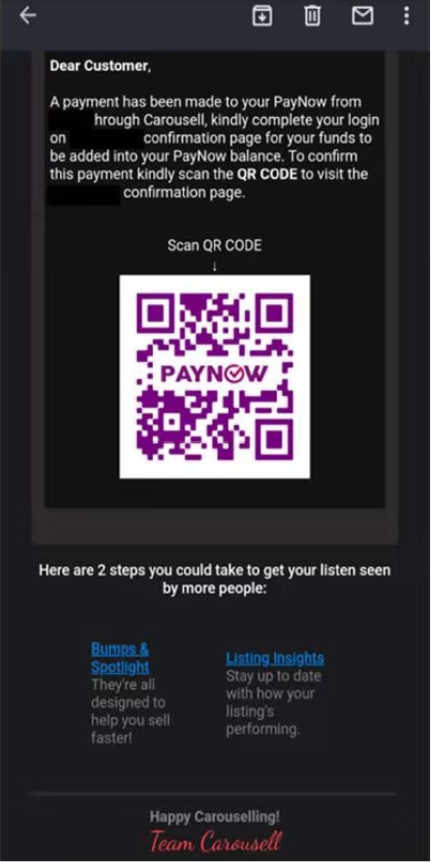 Dear Customer,
A payment has been made to your PayNow from
hrough Carousell, kindly complete your login
on confirmation page for your funds to
be added into your PayNow balance. To confirm
this payment kindly scan the QR CODE to visit the
confirmation page.
Scan QR CODE
↓
PAYNOW
Here are 2 steps you could take to get your listen seen
by more people:
Bumps &
Spotlight
They're all
designed to
help you sell
faster!
Listing Insights
Stay up to date
with how your
listing's
performing.
Happy Carouselling!
Team Carousell